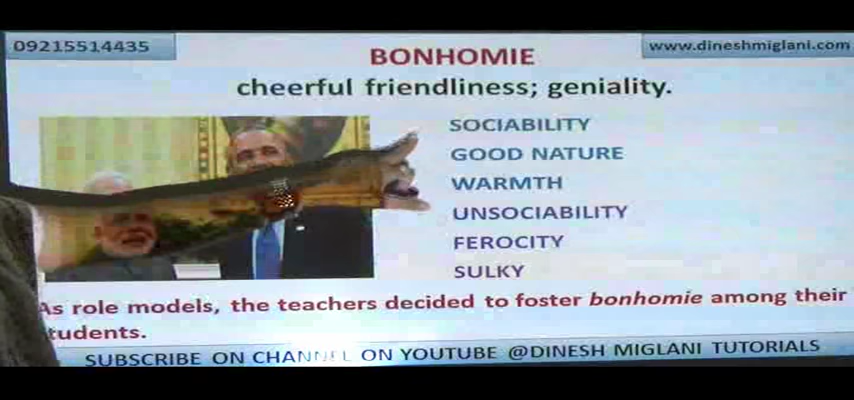 09215514435
www.dineshmiglani.com
BONHOMIE
cheerful friendliness; geniality.
SOCIABILITY
GOOD NATURE
WARMTH
UNSOCIABILITY
FEROCITY
SULKY
As role models, the teachers decided to foster bonhomie among their
tudents.
SUBSCRIBE ON CHANNEL ON YOUTUBE @DINESH MIGLANI TUTORIALS